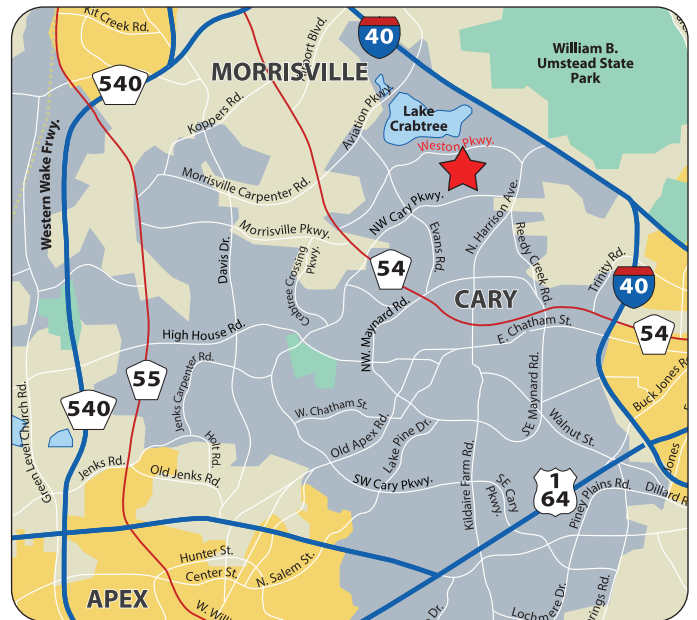 Kit Creek Rd.
40
William B.
Umstead State
Park
540
MORRISVILLE
Koppers Rd.
Aviation Pkwy.
Lake
Crabtree
Weston Pkwy.
Western Wake Frwy.
Morrisville Carpenter Rd.
NW Cary Pkwy.
N. Harrison Ave.
Morrisville Pkwy.
Evans Rd.
Reedy Creek Rd.
Davis Dr.
Crabtree Crossing
Pkwy.
54
Trinity Rd.
40
CARY
High House Rd.
NW. Maynard Rd.
E. Chatham St.
54
Jenks Carpenter Rd.
55
SE Maynard Rd.
Buck Jones R
Green Level Church Rd.
540
W. Chatham St.
Old Apex Rd.
Lake Pine Dr.
Walnut St.
Holt Rd.
Jenks Rd.
Old Jenks Rd.
SW Cary Pkwy.
Kildaire Farm Rd.
SE Cary
Pkwy.
1
64
Piney Plains Rd.
Jones
Dillard R
Hunter St.
Center St.
N. Salem St.
APEX
W. Willi
Dr.
Lochmere Dr.
rings Rd.